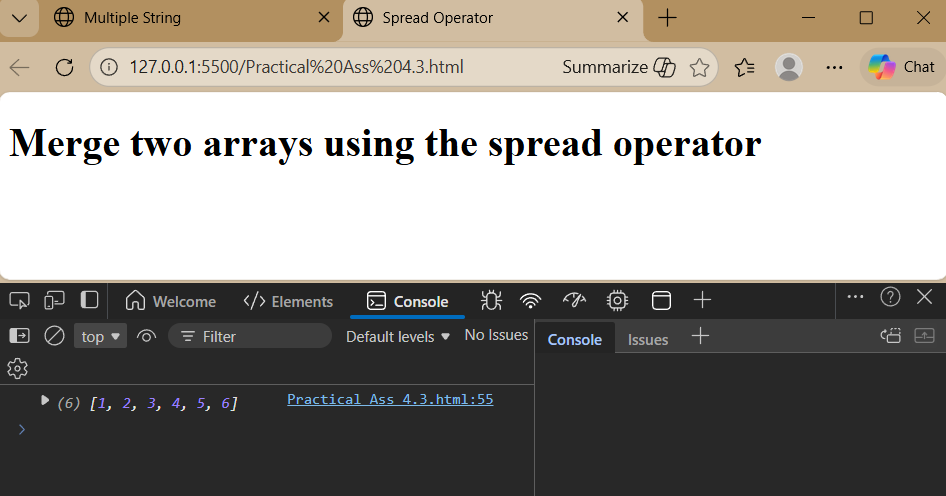 Multiple String
Spread Operator
127.0.0.1:5500/Practical%20Ass%204.3.html
Summarize
Chat
Merge two arrays using the spread operator
Welcome
Elements
Console
top
Filter
Default levels
No Issues
Console
Issues
(6) [1, 2, 3, 4, 5, 6]
Practical Ass 4.3.html:55